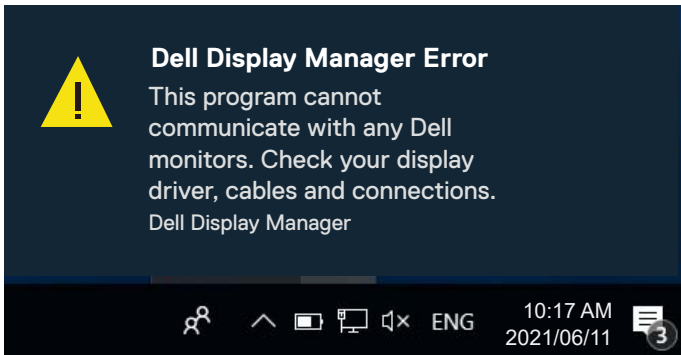 Dell Display Manager Error
This program cannot
communicate with any Dell
monitors. Check your display
driver, cables and connections.
Dell Display Manager
ENG
10:17 AM
2021/06/11
3